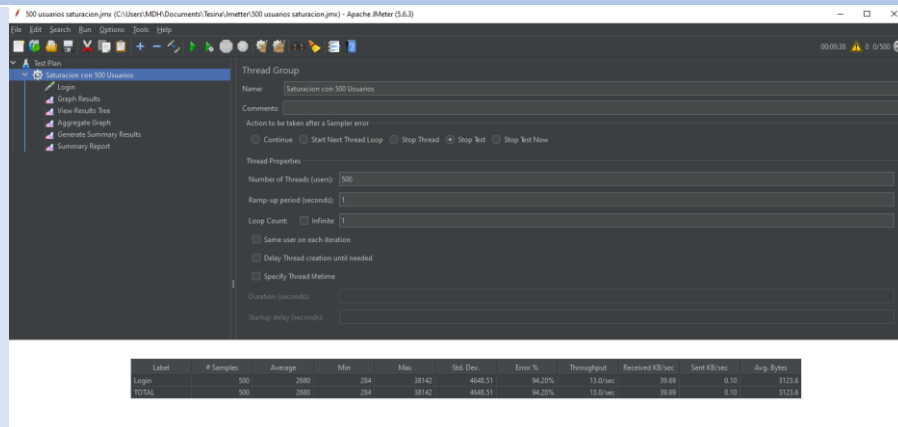 500 usuarios saturacion.jmx (C:\Users\MDH\Documents\Tesina\Jmetter\500 usuarios saturacion.jmx) - Apache JMeter (5.6.3)
File Edit Search Run Options Tools Help
00:00:38 0 0/500
Test Plan
Saturacion con 500 Usuarios
Login
Graph Results
View Results Tree
Aggregate Graph
Generate Summary Results
Summary Report
Thread Group
Name: Saturacion con 500 Usuarios
Comments:
Action to be taken after a Sampler error
Continue Start Next Thread Loop Stop Thread Stop Test Stop Test Now
Thread Properties
Number of Threads (users): 500
Ramp-up period (seconds): 1
Loop Count: Infinite 1
Same user on each iteration
Delay Thread creation until needed
Specify Thread lifetime
Duration (seconds):
Startup delay (seconds):
Label # Samples Average Min Max Std. Dev. Error % Throughput Received KB/sec Sent KB/sec Avg. Bytes
Login 500 2680 284 38142 4648.51 94.20% 13.0/sec 39.69 0.10 3123.6
TOTAL 500 2680 284 38142 4648.51 94.20% 13.0/sec 39.69 0.10 3123.6